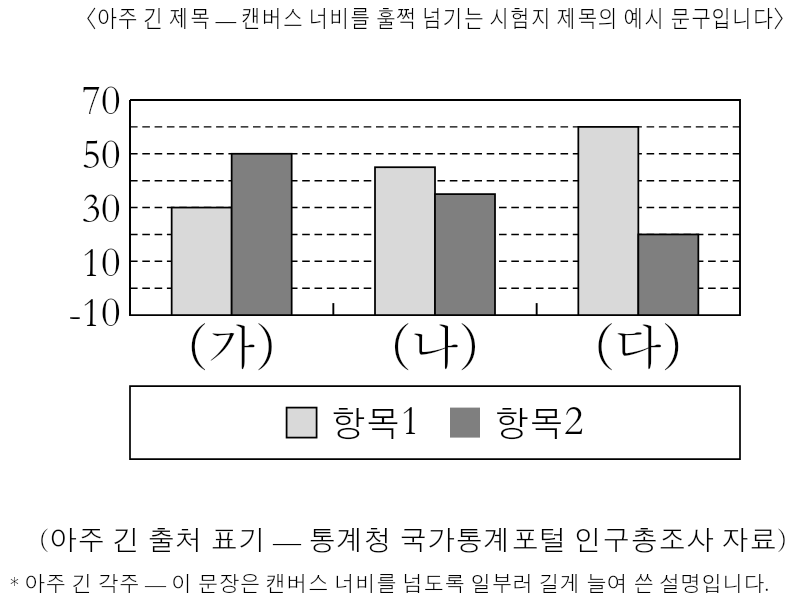 〈아주 긴 제목 — 캔버스 너비를 훌쩍 넘기는 시험지 제목의 예시 문구입니다〉
70
50
30
10
-10
(가) (나) (다)
항목1 항목2
(아주 긴 출처 표기 — 통계청 국가통계포털 인구총조사 자료)
* 아주 긴 각주 — 이 문장은 캔버스 너비를 넘도록 일부러 길게 늘여 쓴 설명입니다.